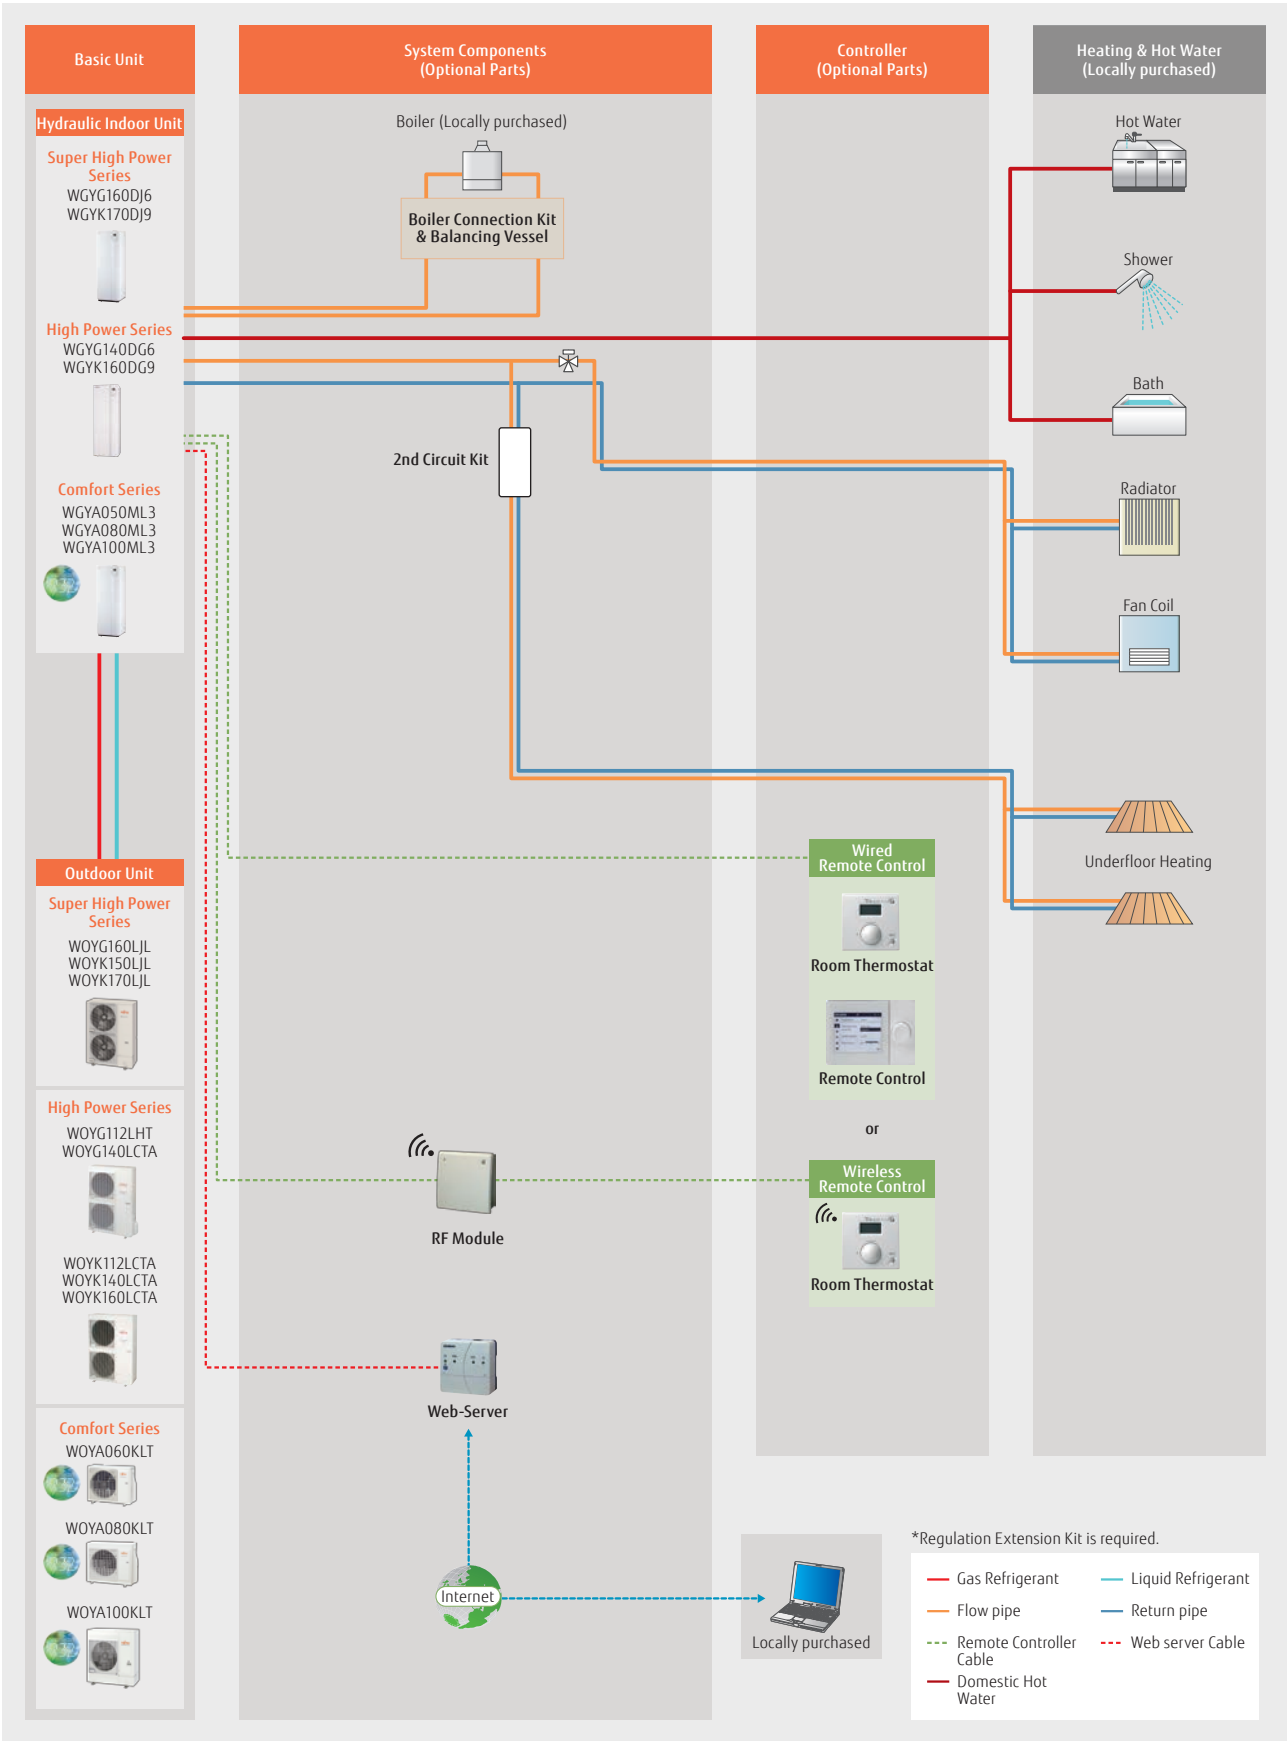 Basic Unit
System Components
(Optional Parts)
Controller
(Optional Parts)
Heating & Hot Water
(Locally purchased)
Hydraulic Indoor Unit
Super High Power
Series
WGYG160DJ6
WGYK170DJ9
High Power Series
WGYG140DG6
WGYK160DG9
Comfort Series
WGYA050ML3
WGYA080ML3
WGYA100ML3
Outdoor Unit
Super High Power
Series
WOYG160LJL
WOYK150LJL
WOYK170LJL
High Power Series
WOYG112LHT
WOYG140LCTA
WOYK112LCTA
WOYK140LCTA
WOYK160LCTA
Comfort Series
WOYA060KLT
WOYA080KLT
WOYA100KLT
Boiler (Locally purchased)
Boiler Connection Kit
& Balancing Vessel
2nd Circuit Kit
RF Module
Web-Server
Internet
Wired
Remote Control
Room Thermostat
Remote Control
or
Wireless
Remote Control
Room Thermostat
Locally purchased
Hot Water
Shower
Bath
Radiator
Fan Coil
Underfloor Heating
*Regulation Extension Kit is required.
Gas Refrigerant
Liquid Refrigerant
Flow pipe
Return pipe
Remote Controller
Cable
Web server Cable
Domestic Hot
Water